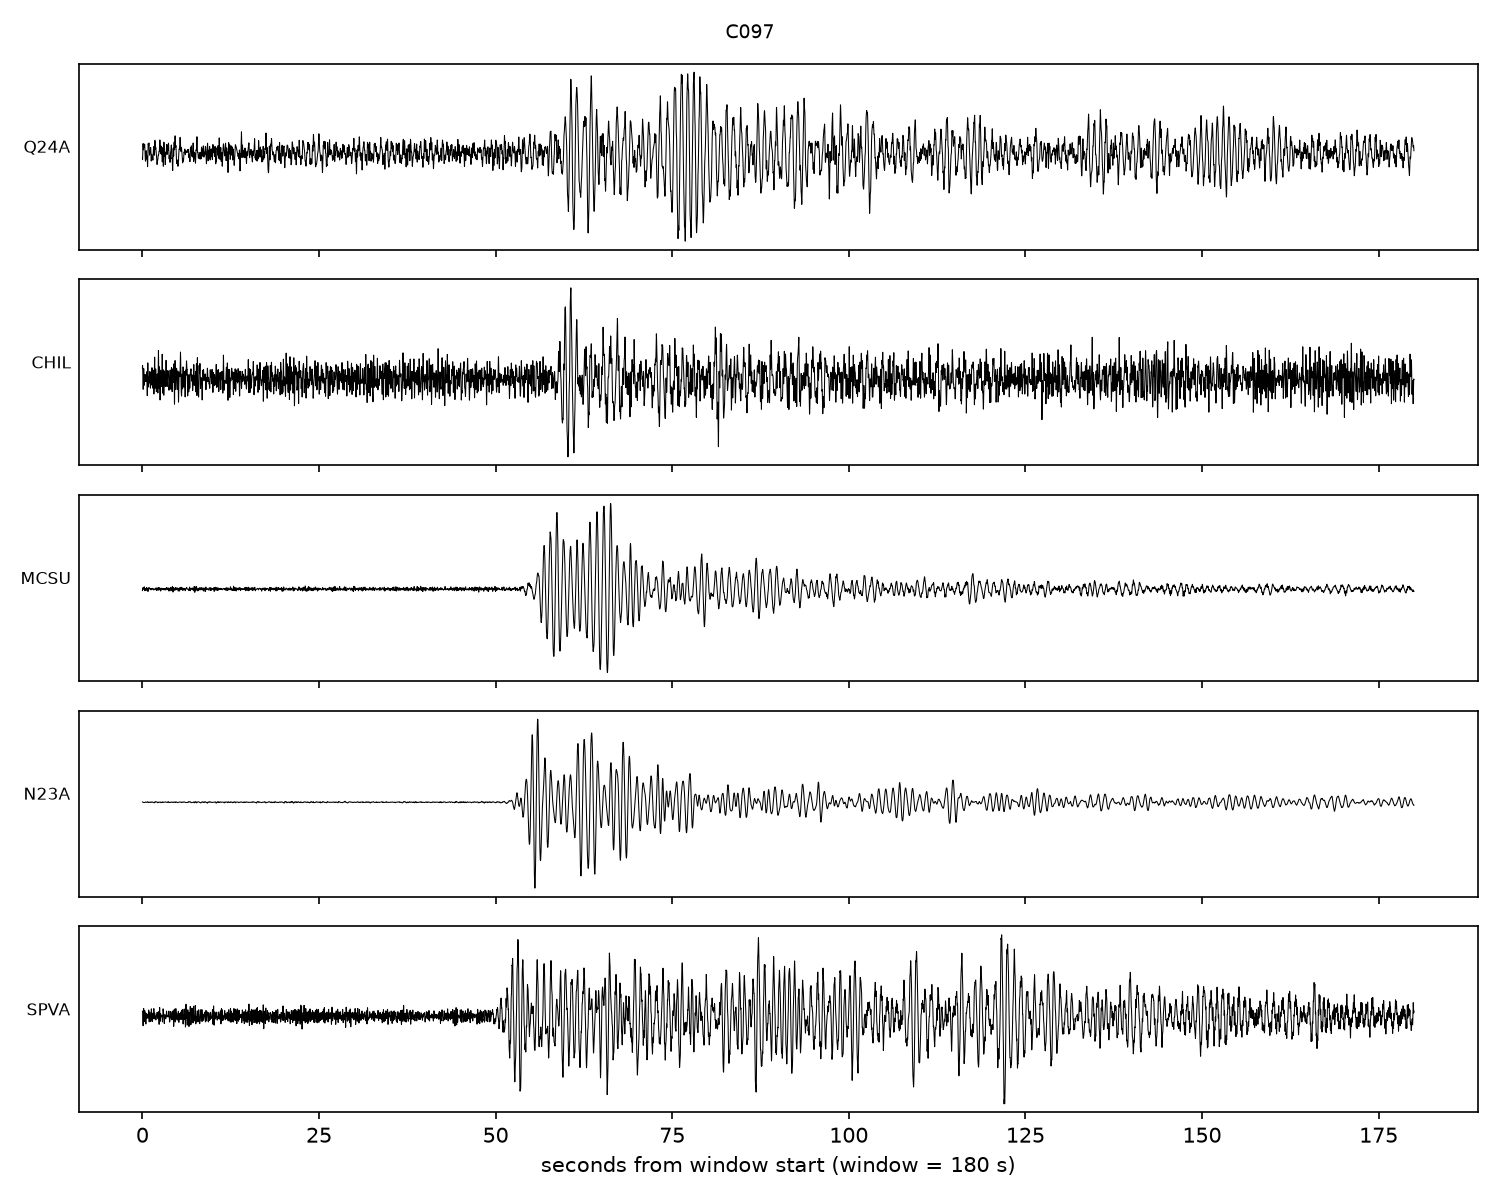 C097
Q24A
CHIL
MCSU
N23A
SPVA
0 25 50 75 100 125 150 175
seconds from window start (window = 180 s)